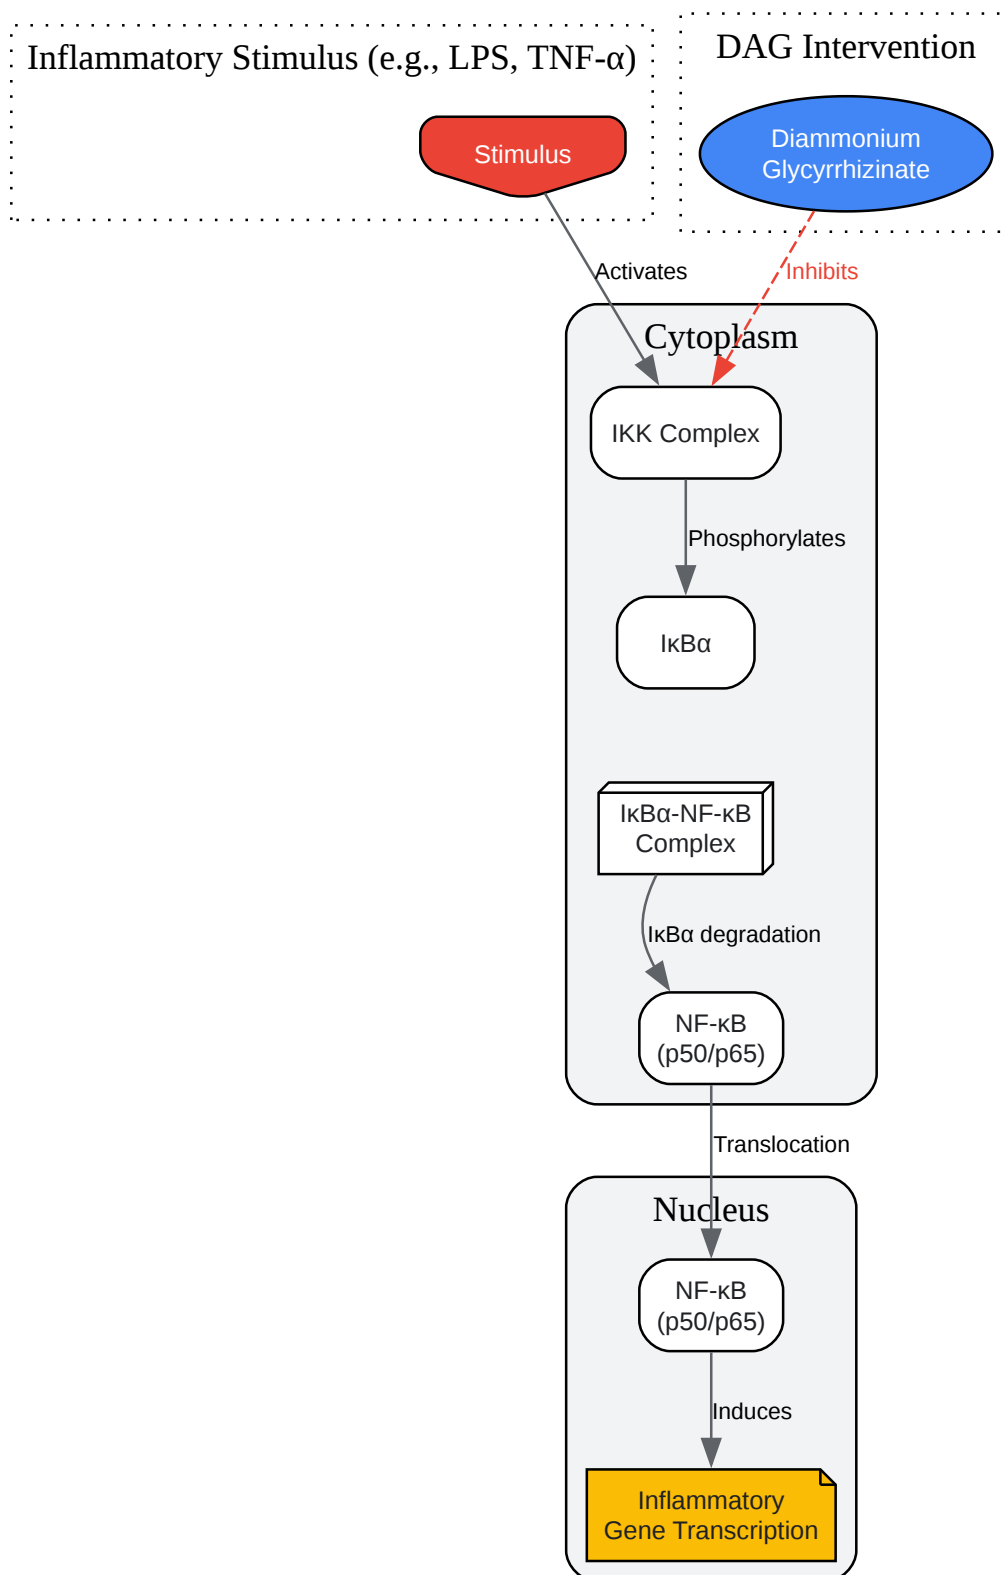 Inflammatory Stimulus (e.g., LPS, TNF-α)
DAG Intervention
Stimulus
Diammonium
Glycyrrhizinate
Activates
Inhibits
Cytoplasm
IKK Complex
Phosphorylates
IκBα
IκBα-NF-κB
Complex
IκBα degradation
NF-κB
(p50/p65)
Translocation
Nucleus
NF-κB
(p50/p65)
Induces
Inflammatory
Gene Transcription